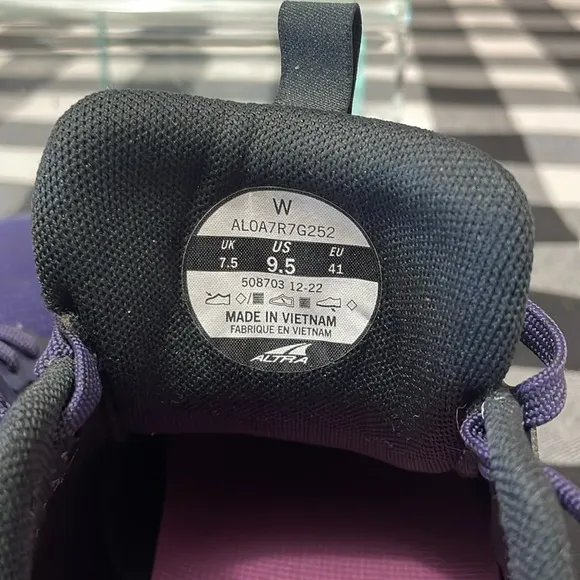 W
AL0A7R7G252
UK US EU
7.5 9.5 41
508703 12-22
MADE IN VIETNAM
FABRIQUE EN VIETNAM
ALTRA